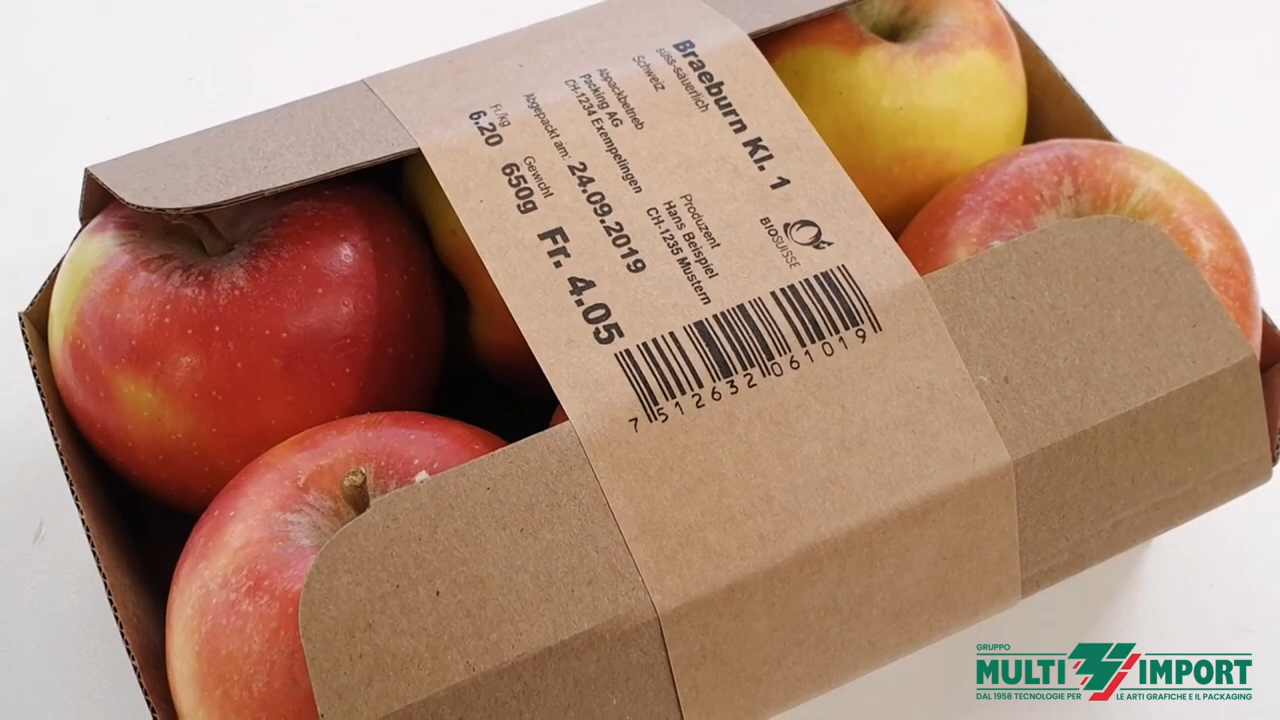 Braeburn Kl. 1
süss-säuerlich
Schweiz
Abpackbetrieb
Packing AG
CH-1234 Exempelingen
Produzent
Hans Beispiel
CH-1235 Mustern
BIOSUISSE
Abgepackt am: 24.09.2019
Fr./kg
6.20
Gewicht
650g
Fr. 4.05
7 512632 061019
GRUPPO
MULTI IMPORT
DAL 1958 TECNOLOGIE PER LE ARTI GRAFICHE E IL PACKAGING